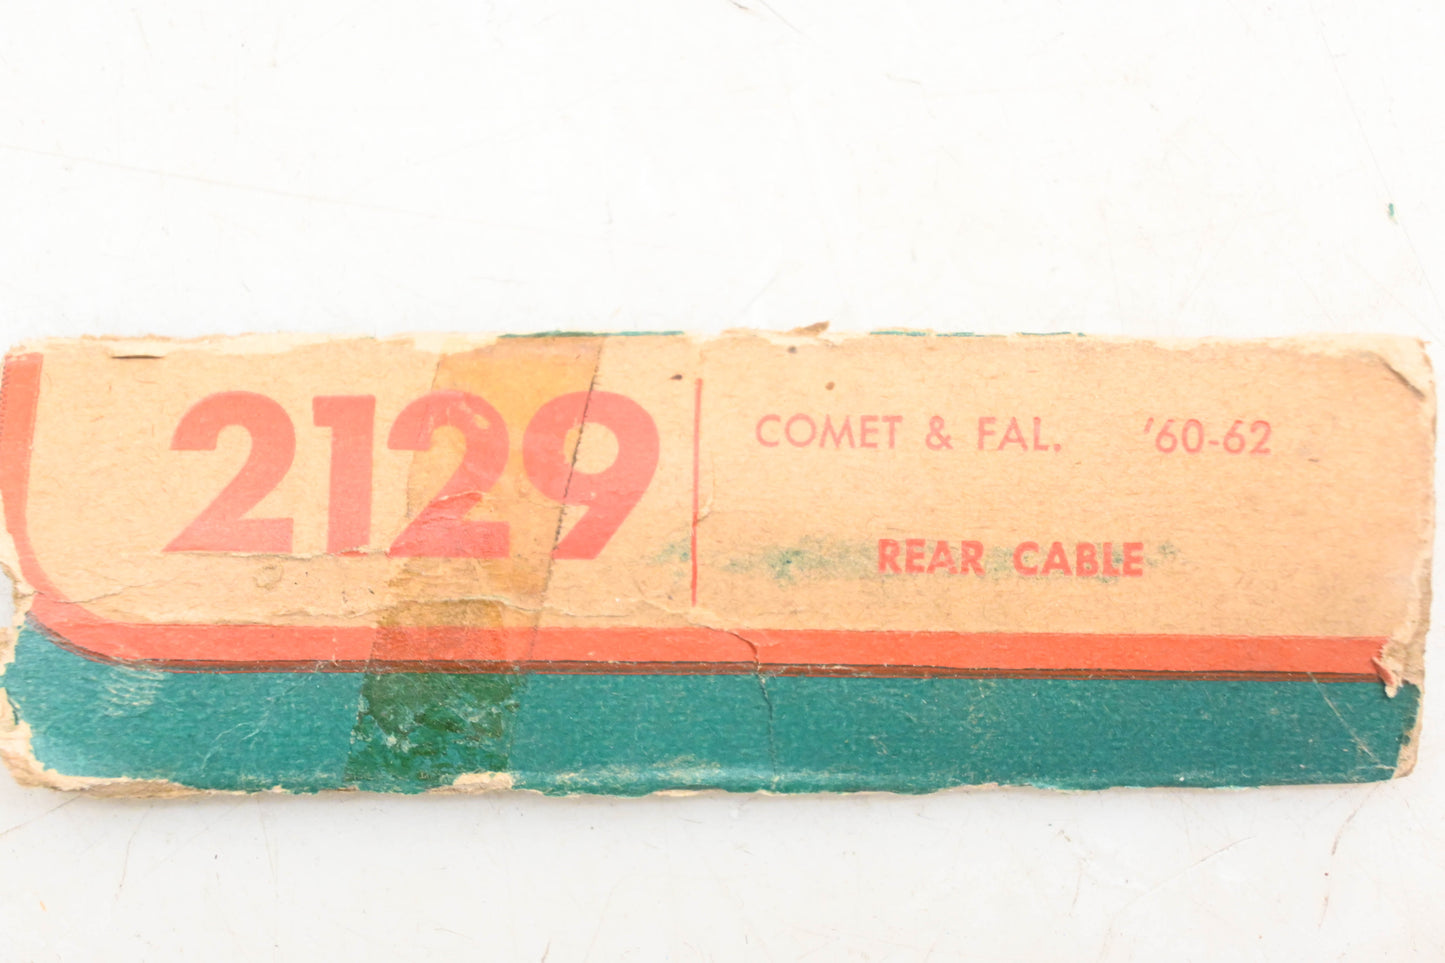 2129
COMET & FAL. '60-62
REAR CABLE